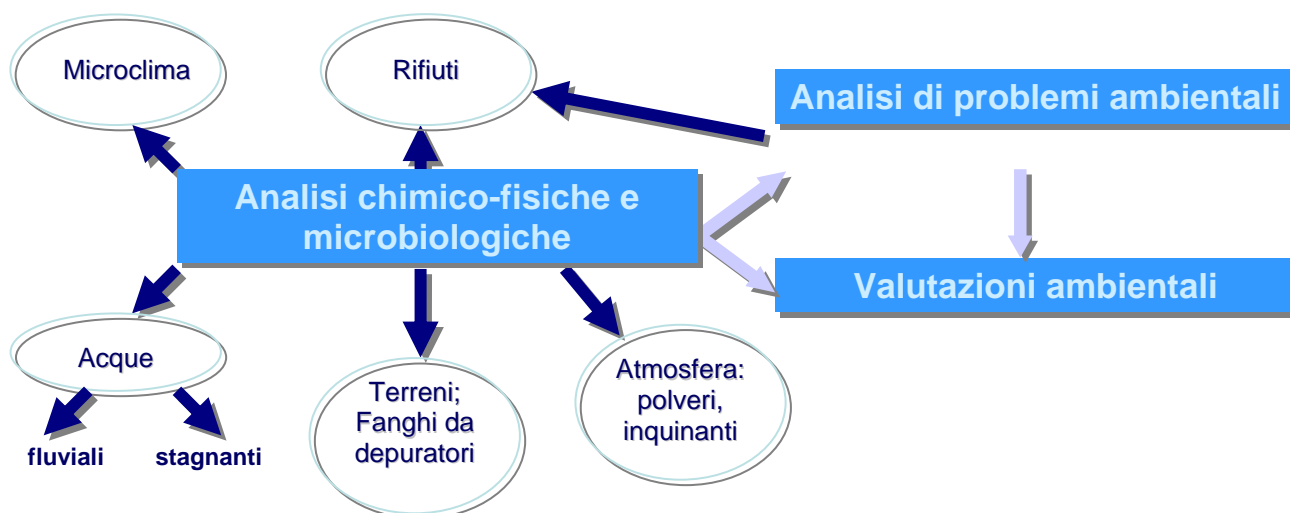 Microclima
Rifiuti
Analisi di problemi ambientali
Analisi chimico-fisiche e
microbiologiche
Valutazioni ambientali
Acque
Terreni;
Fanghi da
depuratori
Atmosfera:
polveri,
inquinanti
fluviali
stagnanti